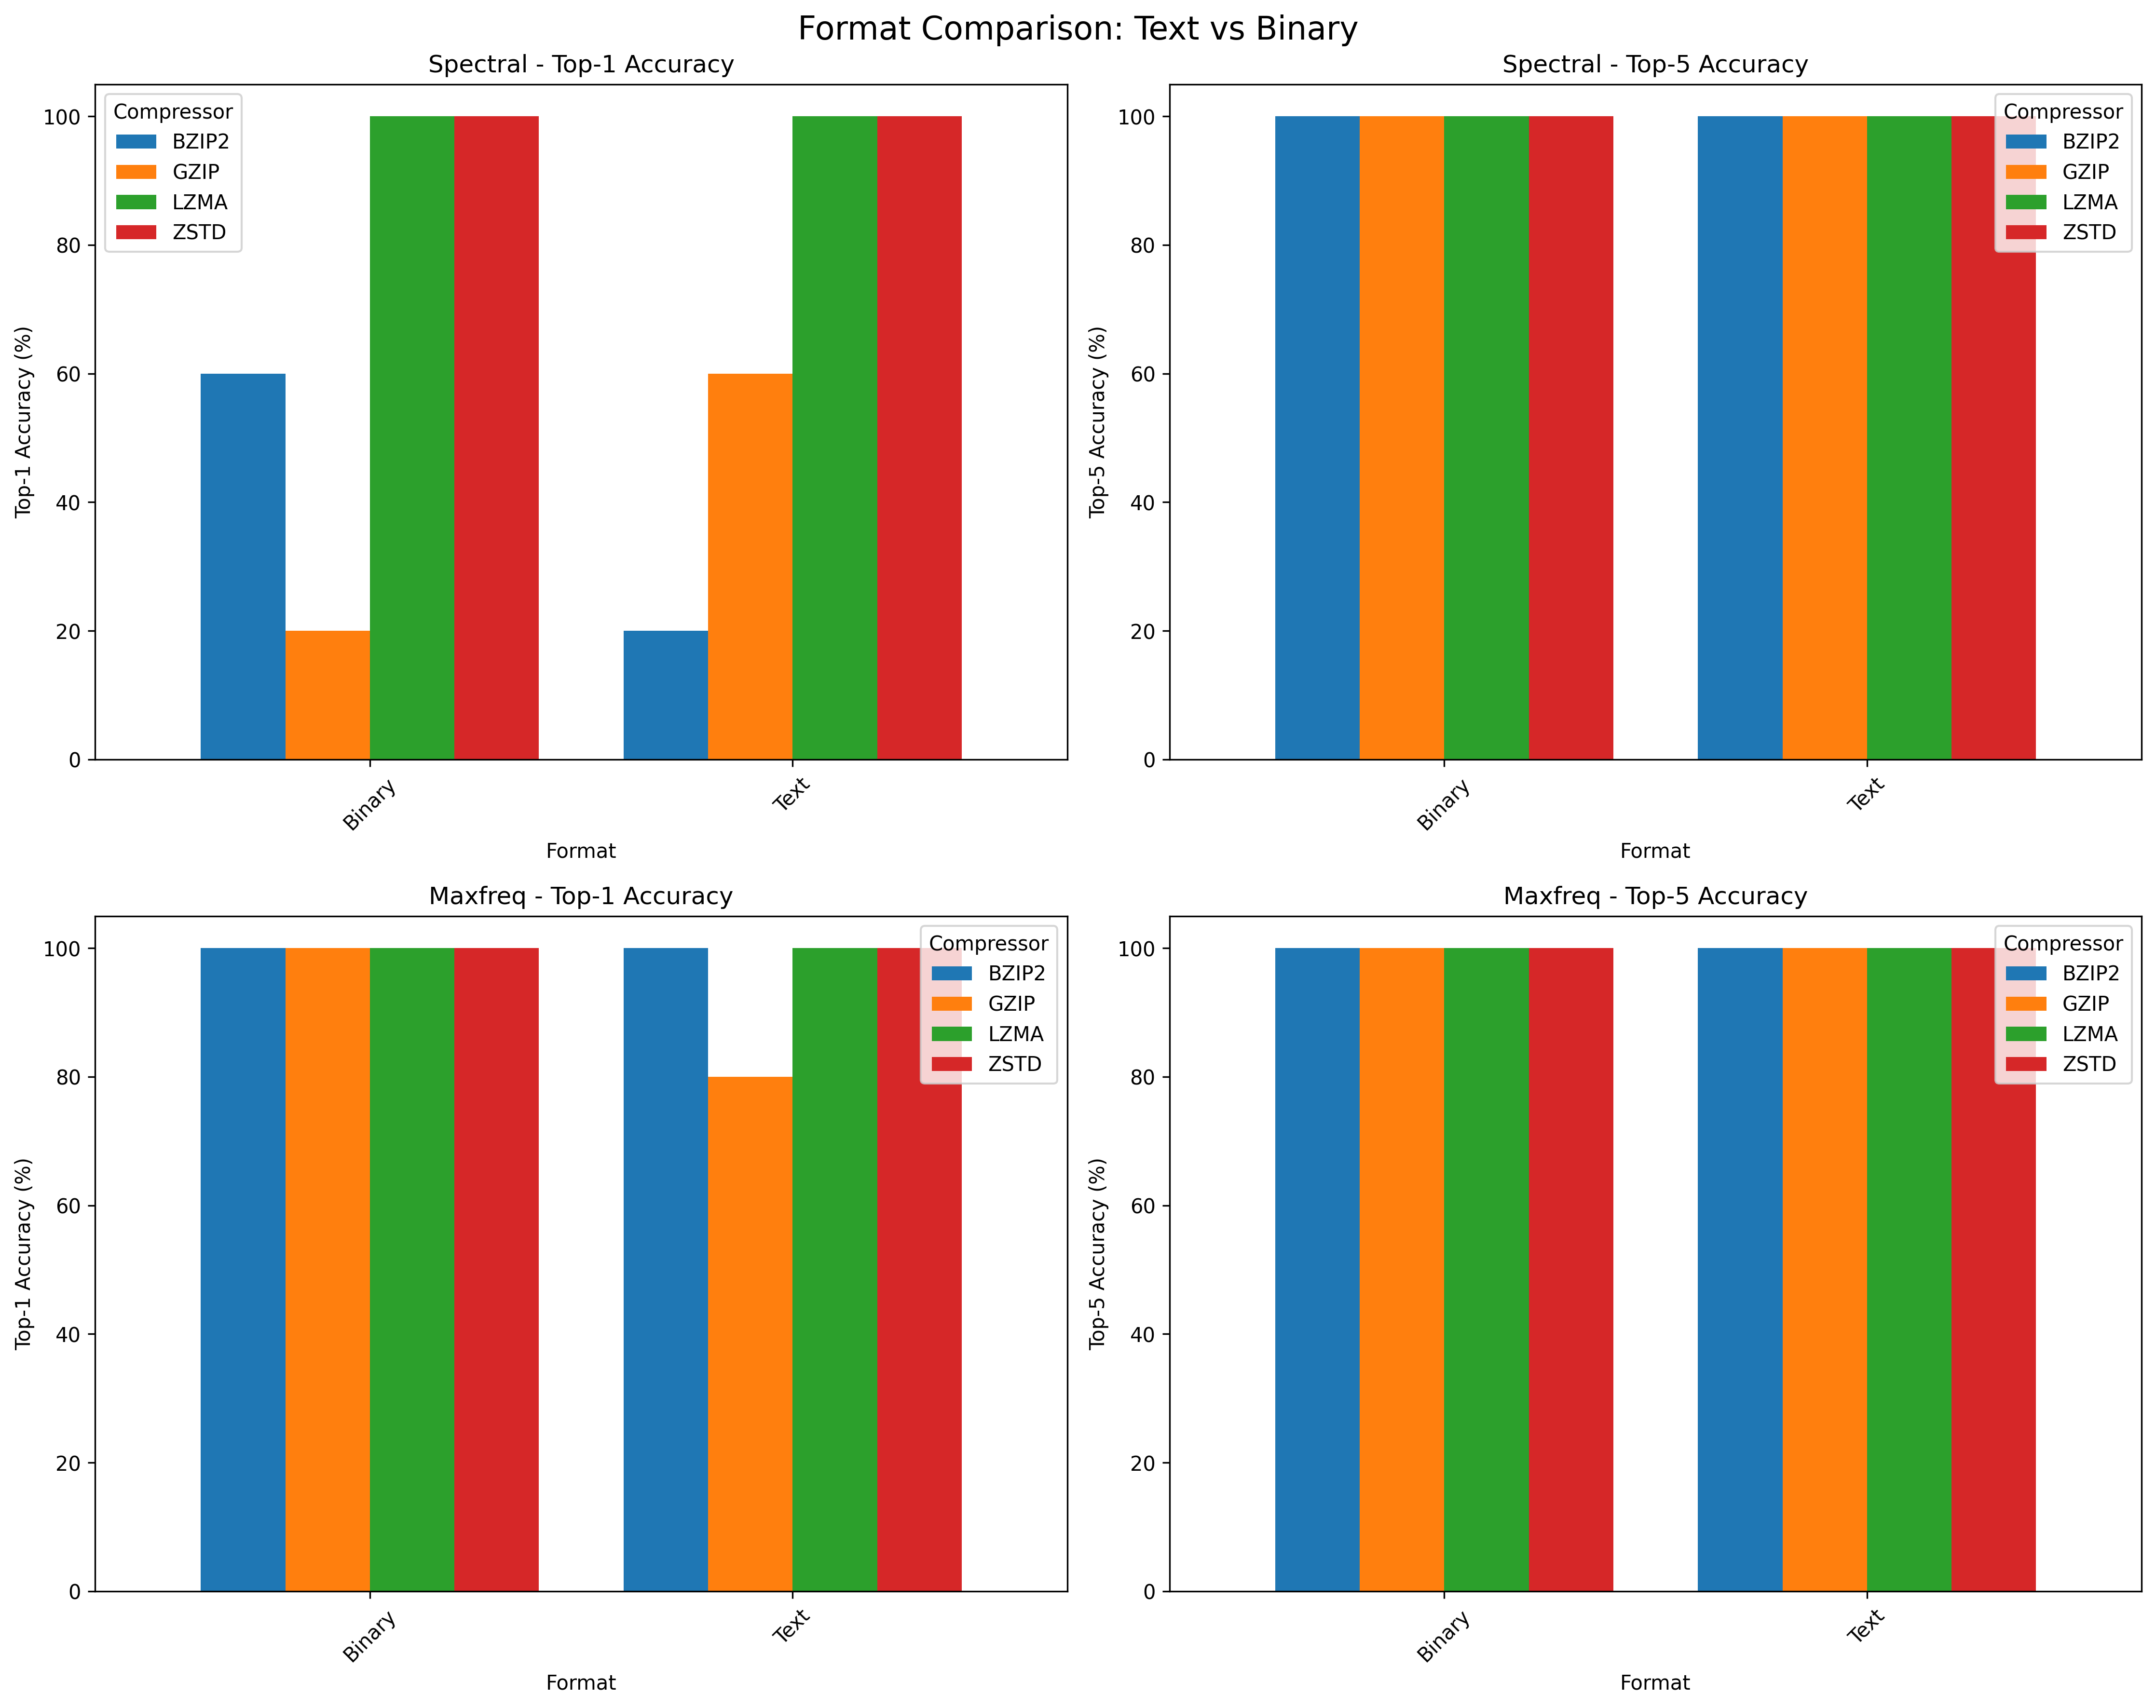 Format Comparison: Text vs Binary
Spectral - Top-1 Accuracy
Top-1 Accuracy (%)
100
80
60
40
20
0
Compressor
BZIP2
GZIP
LZMA
ZSTD
Binary
Text
Format
Spectral - Top-5 Accuracy
Top-5 Accuracy (%)
100
80
60
40
20
0
Compressor
BZIP2
GZIP
LZMA
ZSTD
Binary
Text
Format
Maxfreq - Top-1 Accuracy
Top-1 Accuracy (%)
100
80
60
40
20
0
Compressor
BZIP2
GZIP
LZMA
ZSTD
Binary
Text
Format
Maxfreq - Top-5 Accuracy
Top-5 Accuracy (%)
100
80
60
40
20
0
Compressor
BZIP2
GZIP
LZMA
ZSTD
Binary
Text
Format